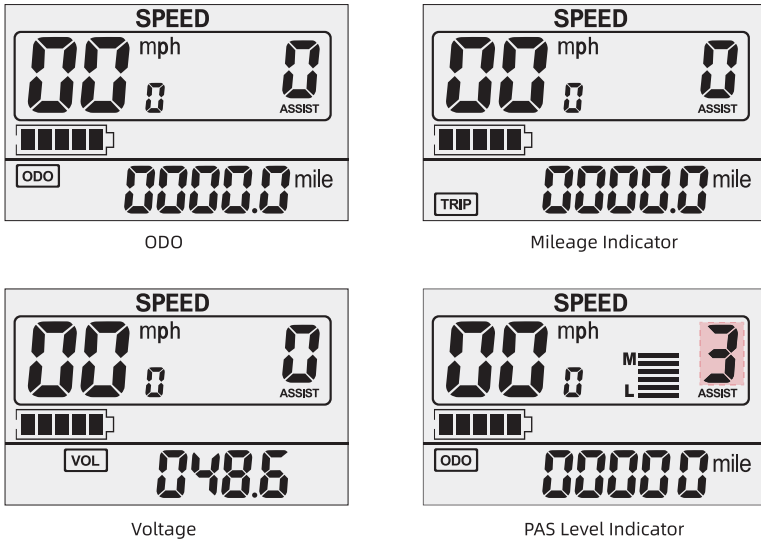 SPEED
00 mph 0 0
ASSIST
ODO 0000.0 mile
ODO
SPEED
00 mph 0 0
ASSIST
TRIP 0000.0 mile
Mileage Indicator
SPEED
00 mph 0 0
ASSIST
VOL 048.6
Voltage
SPEED
00 mph 0 M L 3
ASSIST
ODO 00000 mile
PAS Level Indicator